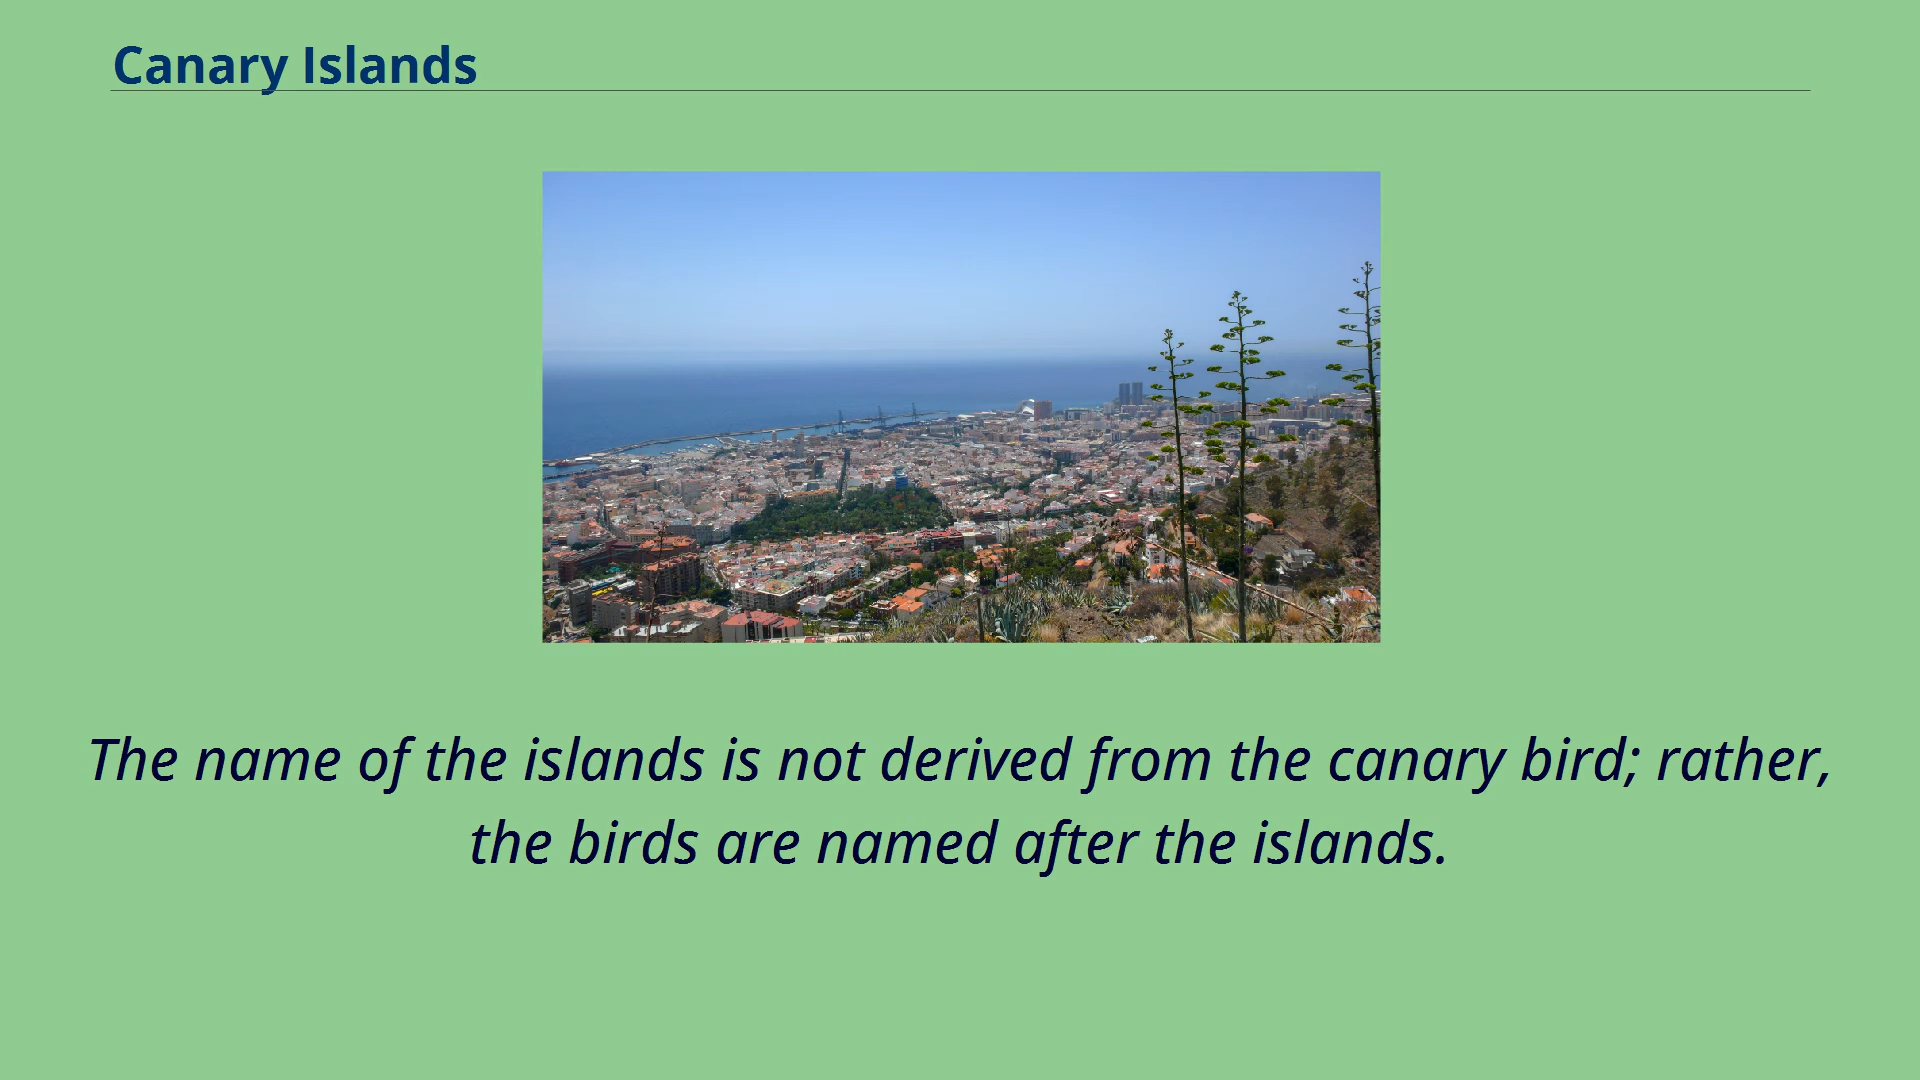 Canary Islands
The name of the islands is not derived from the canary bird; rather,
the birds are named after the islands.